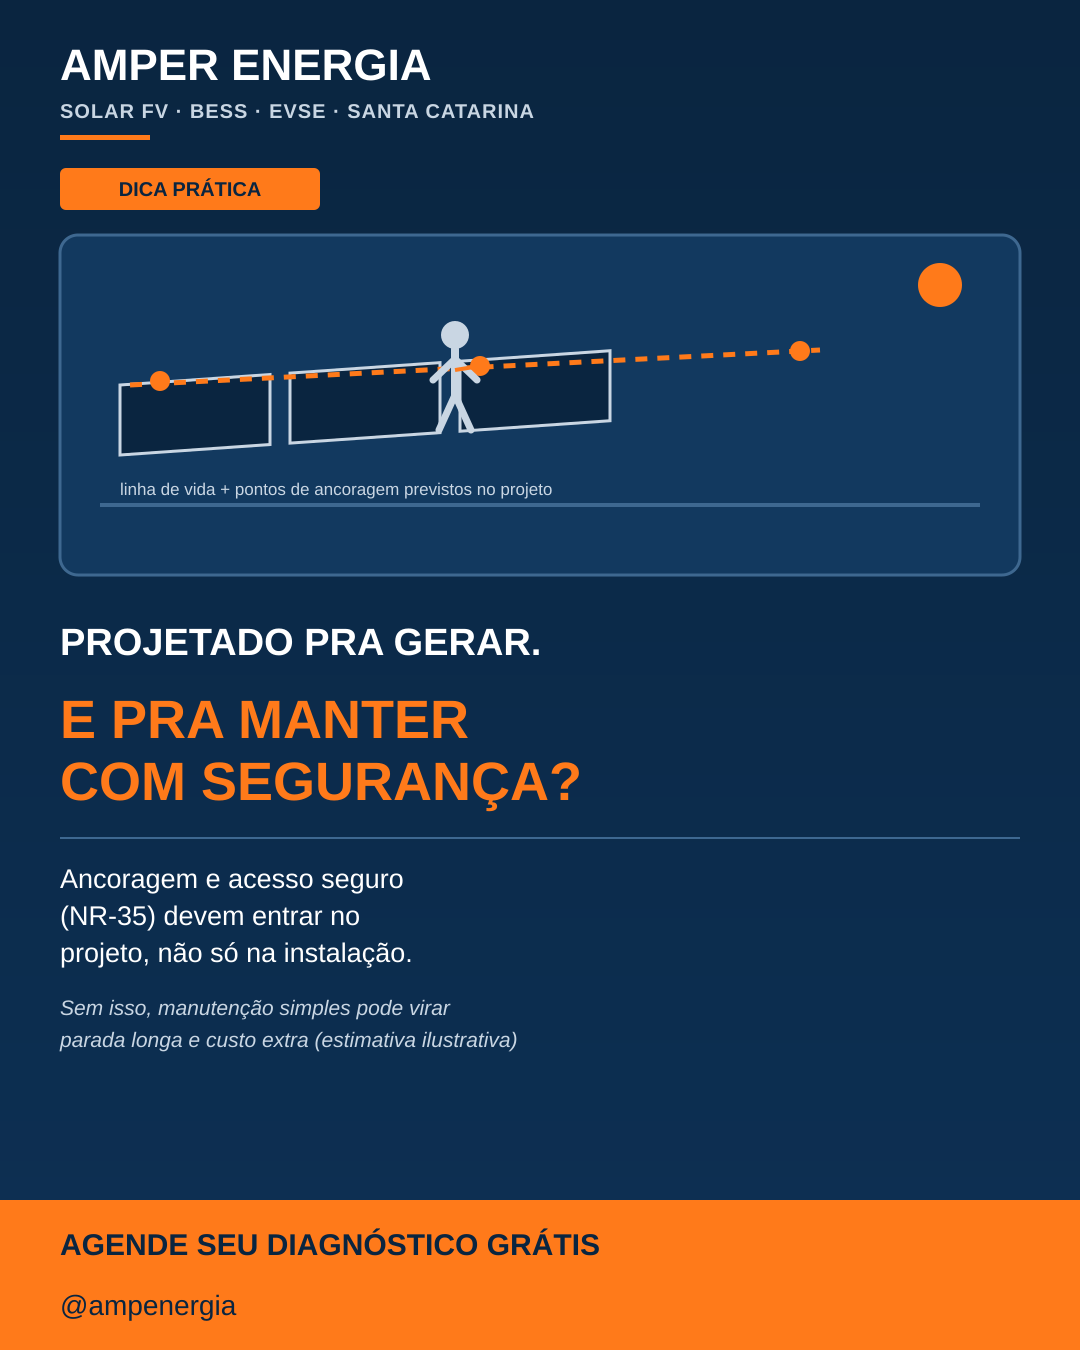 AMPER ENERGIA
SOLAR FV · BESS · EVSE · SANTA CATARINA
DICA PRÁTICA
linha de vida + pontos de ancoragem previstos no projeto
PROJETADO PRA GERAR.
E PRA MANTER
COM SEGURANÇA?
Ancoragem e acesso seguro
(NR-35) devem entrar no
projeto, não só na instalação.
Sem isso, manutenção simples pode virar
parada longa e custo extra (estimativa ilustrativa)
AGENDE SEU DIAGNÓSTICO GRÁTIS
@ampenergia